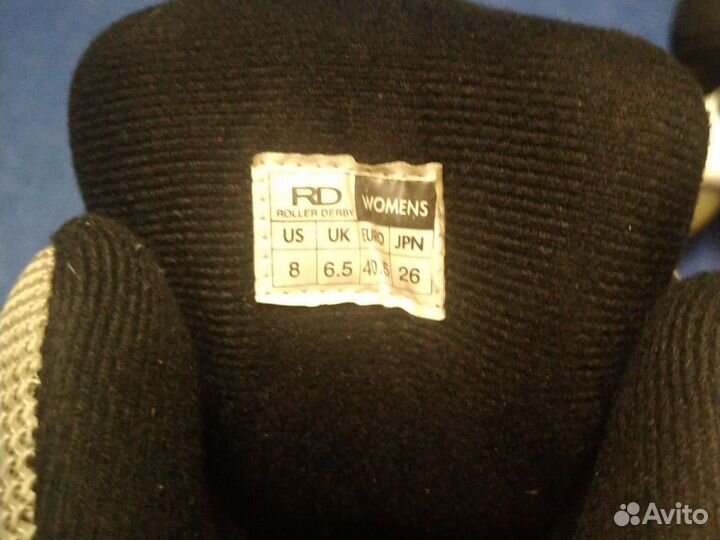 RD
ROLLER DERBY
WOMENS
US UK EURO JPN
8 6.5 40.5 26
Avito